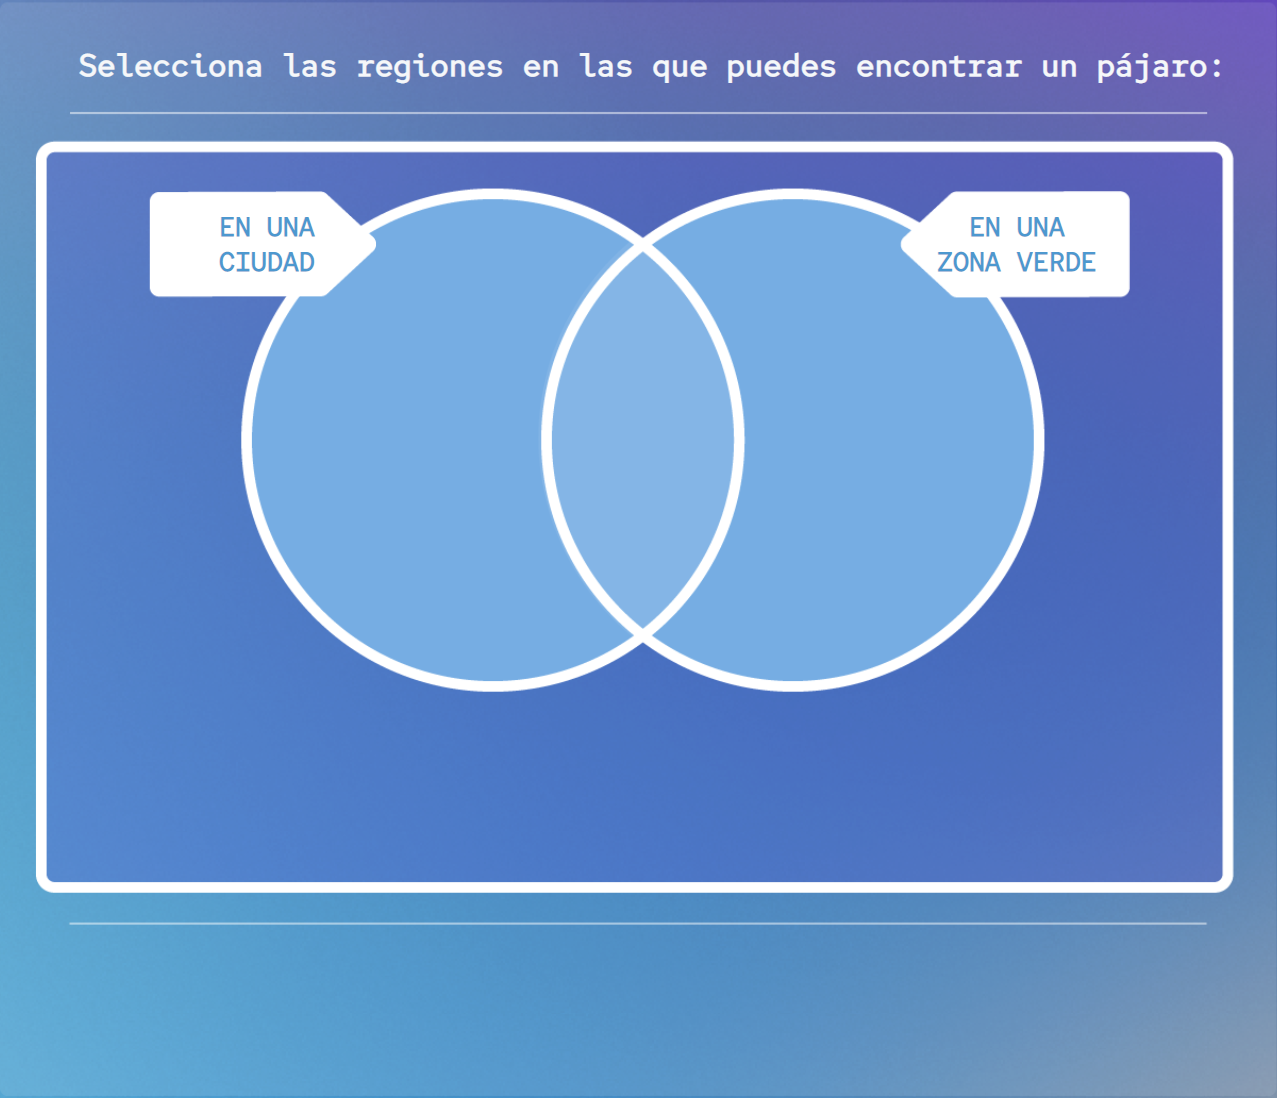 Selecciona las regiones en las que puedes encontrar un pájaro:
EN UNA
CIUDAD
EN UNA
ZONA VERDE